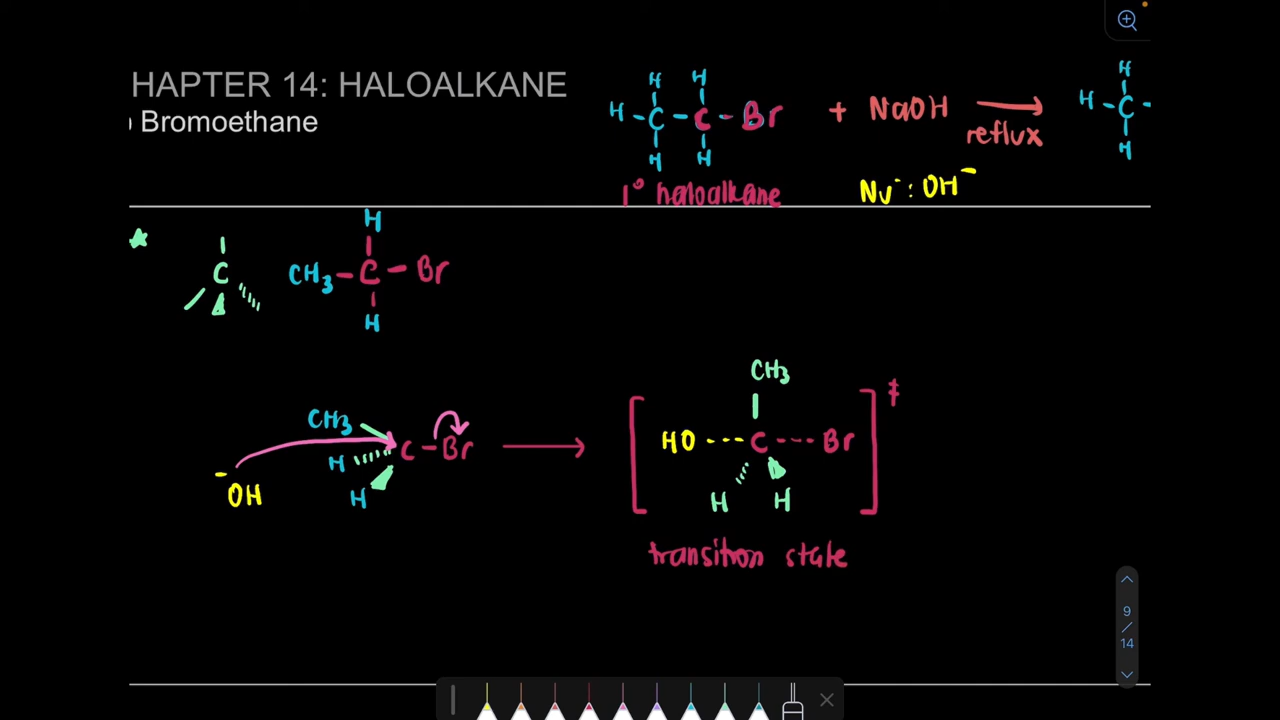 HAPTER 14: HALOALKANE
Bromoethane
H H
H - C - C - Br + NaOH reflux
H H
1° haloalkane
Nu⁻ : OH⁻
H
H - C -
H
C
H
CH₃ - C - Br
H
CH₃
H
H
C - Br
⁻OH
CH₃
HO --- C --- Br
H H
‡
transition state
9
/
14